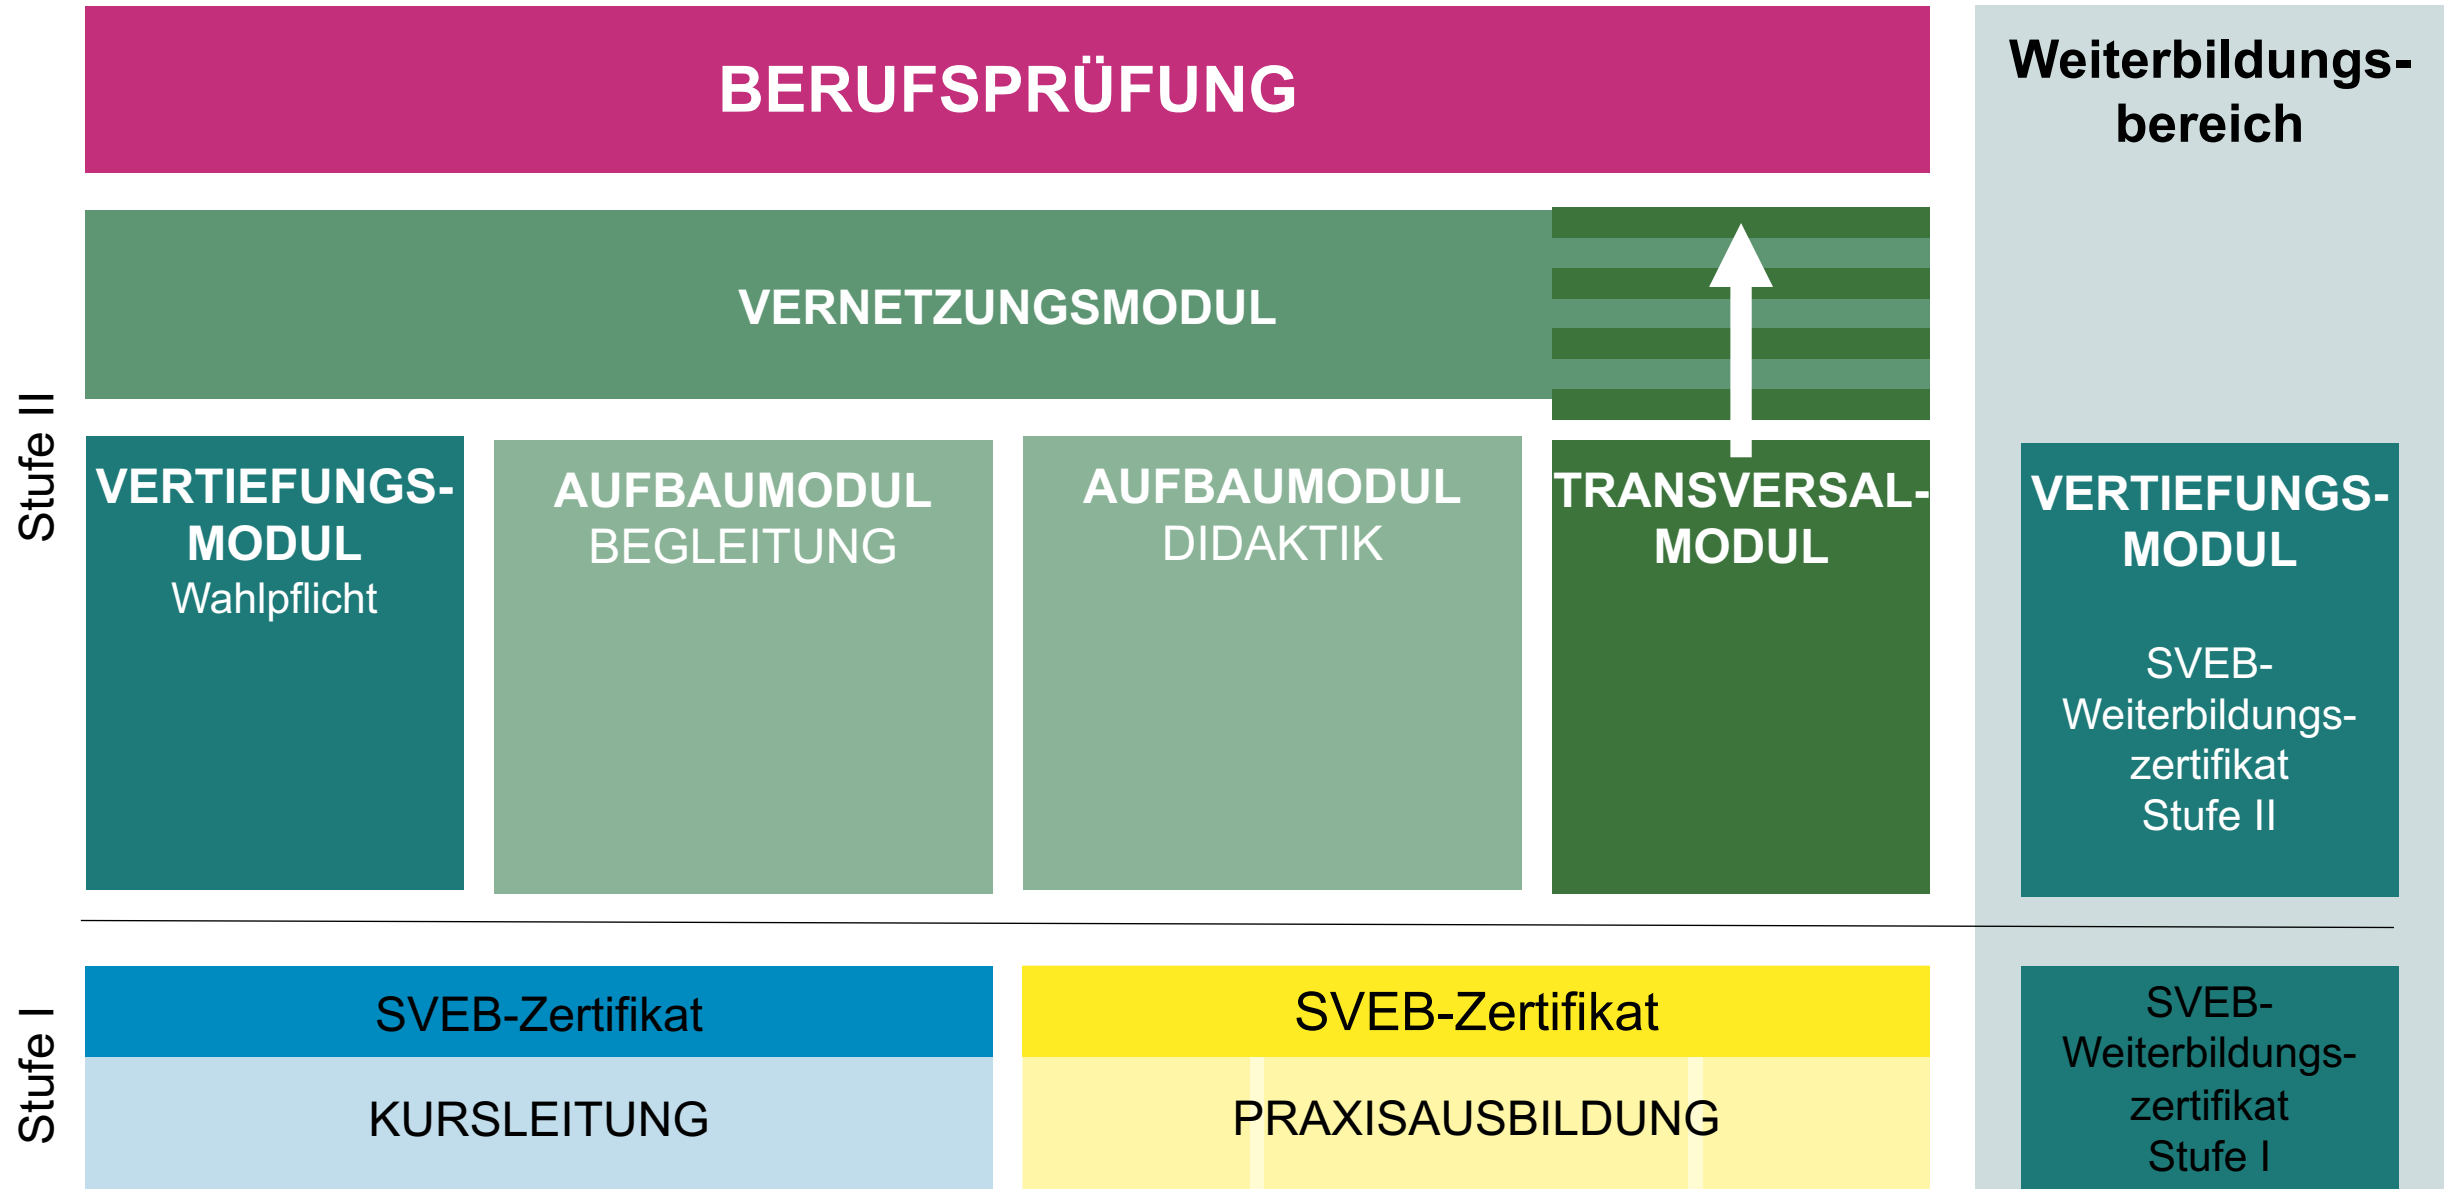 BERUFSPRÜFUNG
Weiterbildungs-
bereich
VERNETZUNGSMODUL
Stufe II
VERTIEFUNGS-
MODUL
Wahlpflicht
AUFBAUMODUL
BEGLEITUNG
AUFBAUMODUL
DIDAKTIK
TRANSVERSAL-
MODUL
VERTIEFUNGS-
MODUL
SVEB-
Weiterbildungs-
zertifikat
Stufe II
Stufe I
SVEB-Zertifikat
KURSLEITUNG
SVEB-Zertifikat
PRAXISAUSBILDUNG
SVEB-
Weiterbildungs-
zertifikat
Stufe I